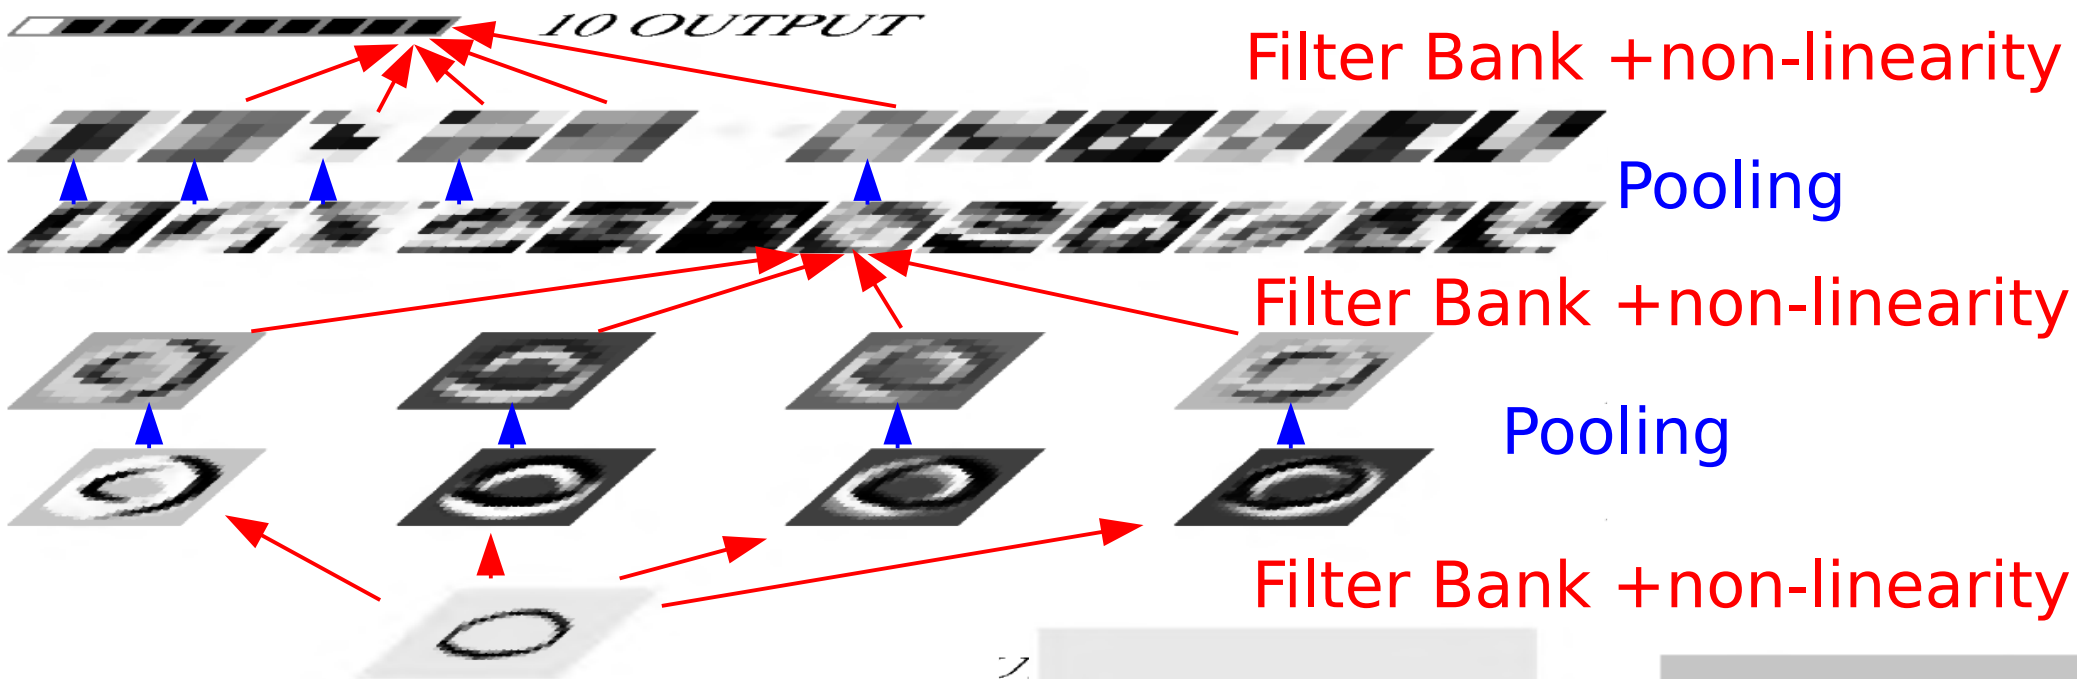 10 OUTPUT
Filter Bank +non-linearity
Pooling
Filter Bank +non-linearity
Pooling
Filter Bank +non-linearity